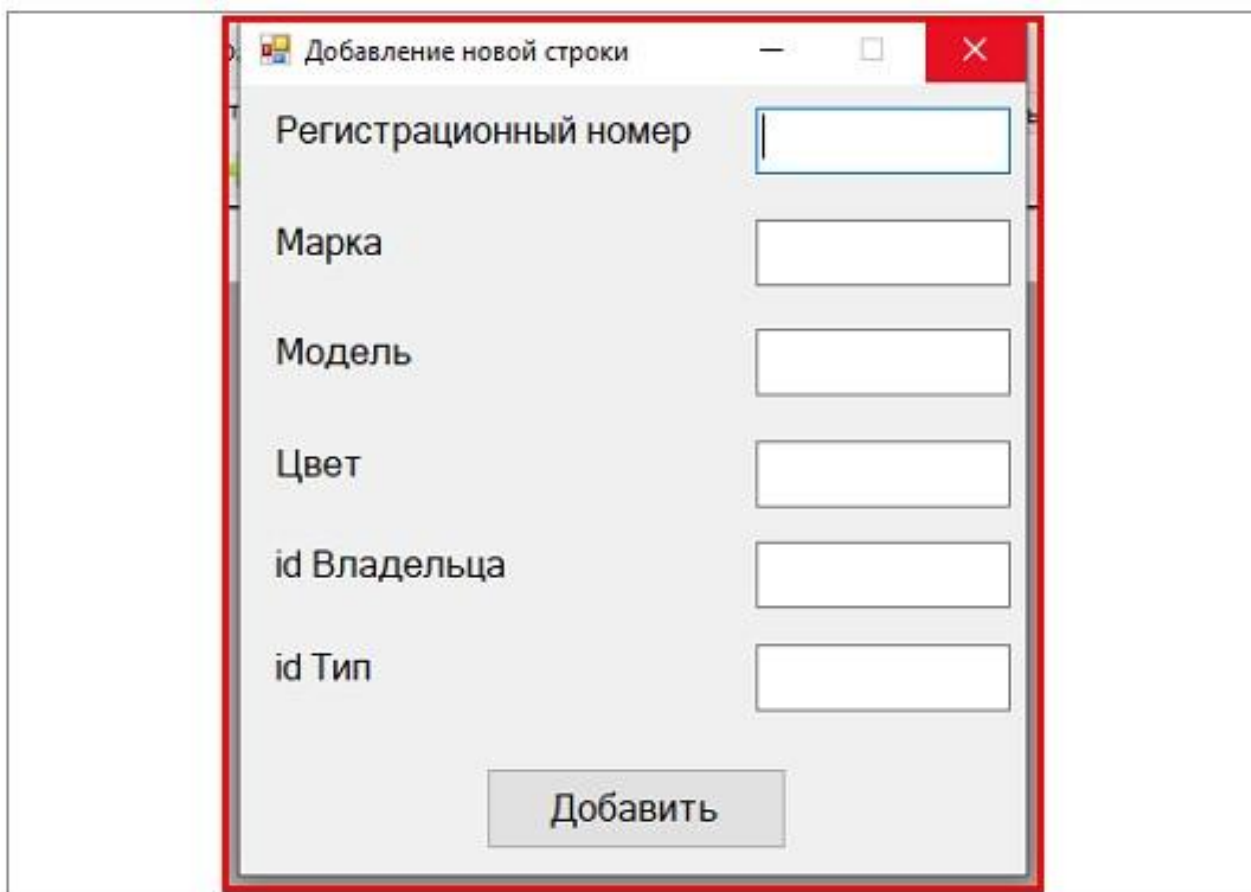 Добавление новой строки
Регистрационный номер
Марка
Модель
Цвет
id Владельца
id Тип
Добавить